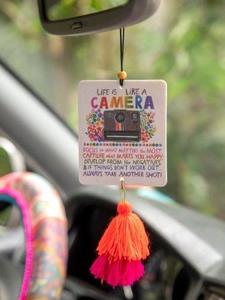 LIFE IS LIKE A
CAMERA
FOCUS ON WHAT MATTERS THE MOST,
CAPTURE WHAT MAKES YOU HAPPY
DEVELOP FROM THE NEGATIVES
& IF THINGS DON'T WORK OUT,
ALWAYS TAKE ANOTHER SHOT!